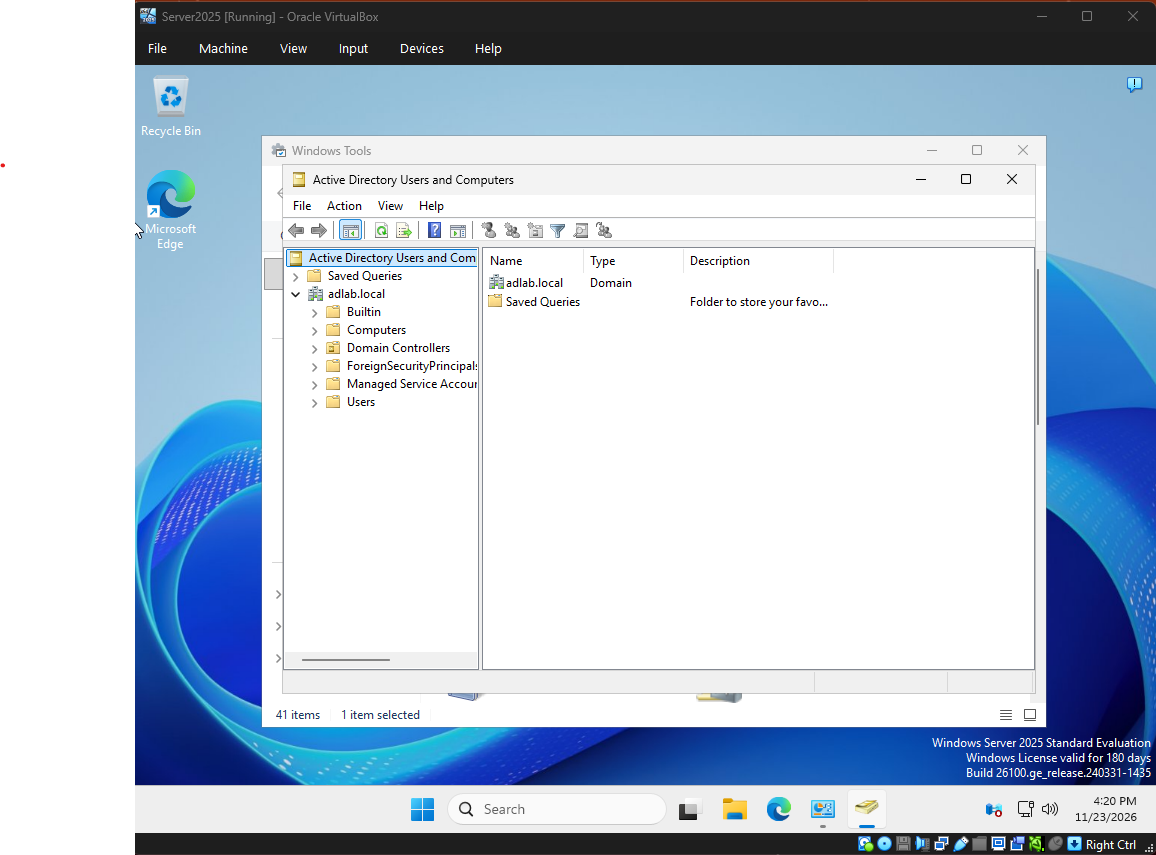 Server2025 [Running] - Oracle VirtualBox
File Machine View Input Devices Help
Recycle Bin
Microsoft
Edge
Windows Tools
Active Directory Users and Computers
File Action View Help
Active Directory Users and Com
Saved Queries
adlab.local
Builtin
Computers
Domain Controllers
ForeignSecurityPrincipals
Managed Service Accour
Users
Name Type Description
adlab.local Domain
Saved Queries Folder to store your favo...
41 items 1 item selected
Windows Server 2025 Standard Evaluation
Windows License valid for 180 days
Build 26100.ge_release.240331-1435
Search
4:20 PM
11/23/2026
Right Ctrl